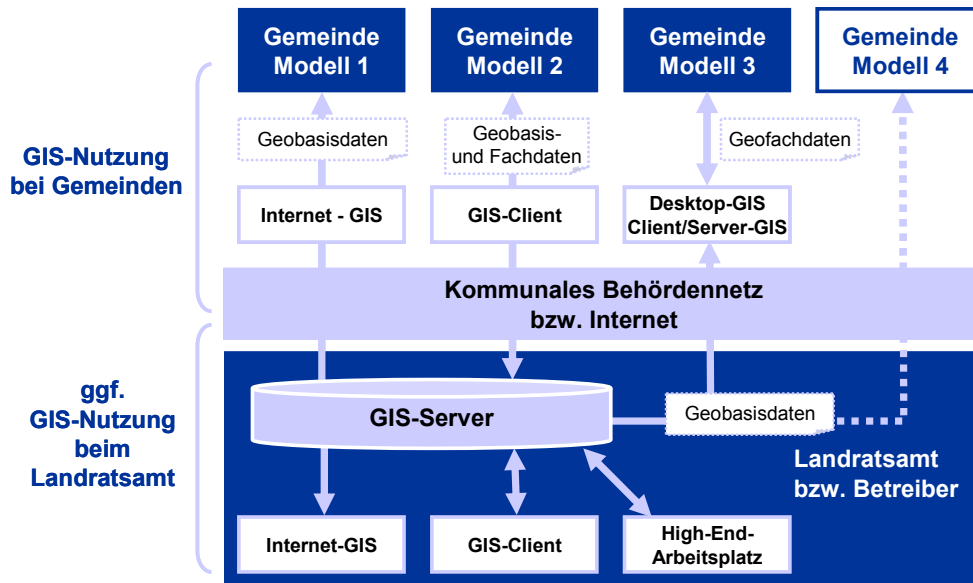 Gemeinde
Modell 1
Gemeinde
Modell 2
Gemeinde
Modell 3
Gemeinde
Modell 4
Geobasisdaten
Geobasis-
und Fachdaten
Geofachdaten
GIS-Nutzung
bei Gemeinden
Internet - GIS
GIS-Client
Desktop-GIS
Client/Server-GIS
Kommunales Behördennetz
bzw. Internet
ggf.
GIS-Nutzung
beim
Landratsamt
GIS-Server
Geobasisdaten
Landratsamt
bzw. Betreiber
Internet-GIS
GIS-Client
High-End-
Arbeitsplatz